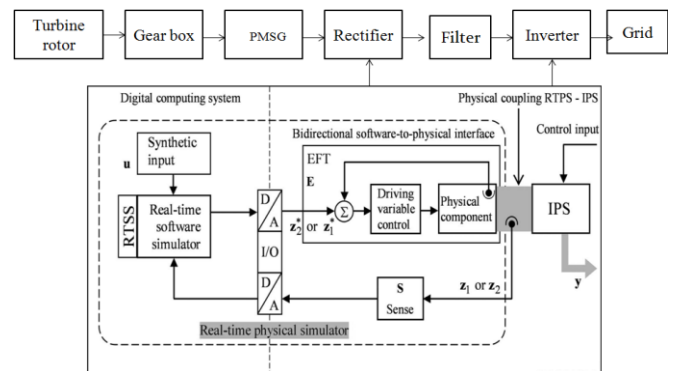 Turbine
rotor
Gear box
PMSG
Rectifier
Filter
Inverter
Grid
Digital computing system
Physical coupling RTPS - IPS
Synthetic
input
u
Bidirectional software-to-physical interface
Control input
EFT
E
RTSS
Real-time
software
simulator
D
A
Σ
Driving
variable
control
Physical
component
IPS
z₂* or z₁*
I/O
D
A
S
Sense
z₁ or z₂
y
Real-time physical simulator